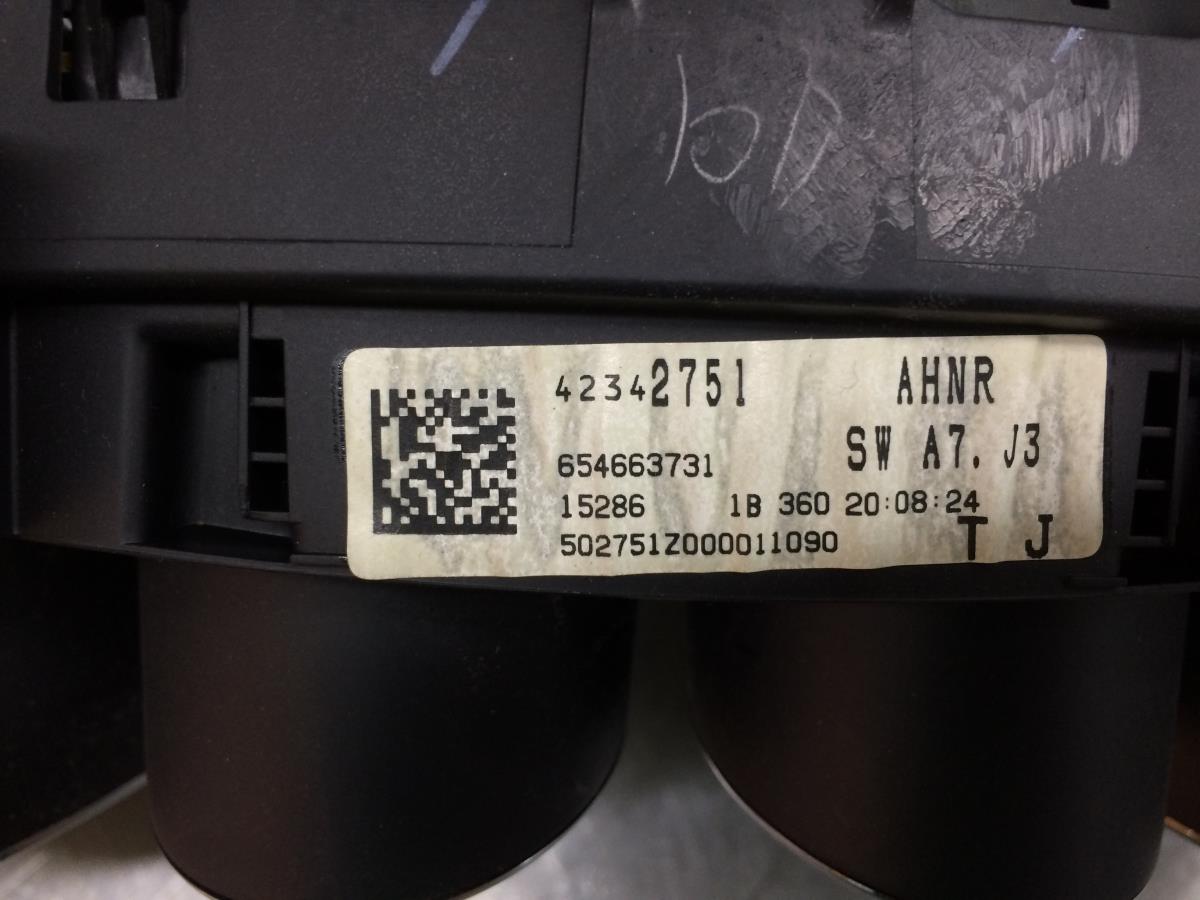 42342751 AHNR
SW A7. J3
654663731
15286 1B 360 20:08:24
502751Z000011090 T J